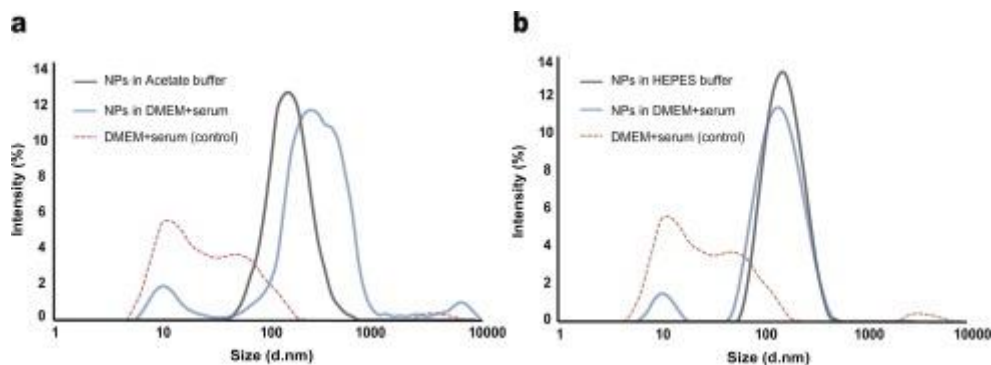 a
14
12
10
8
6
4
2
0
Intensity (%)
NPs in Acetate buffer
NPs in DMEM+serum
DMEM+serum (control)
1 10 100 1000 10000
Size (d.nm)
b
14
12
10
8
6
4
2
0
Intensity (%)
NPs in HEPES buffer
NPs in DMEM+serum
DMEM+serum (control)
1 10 100 1000 10000
Size (d.nm)